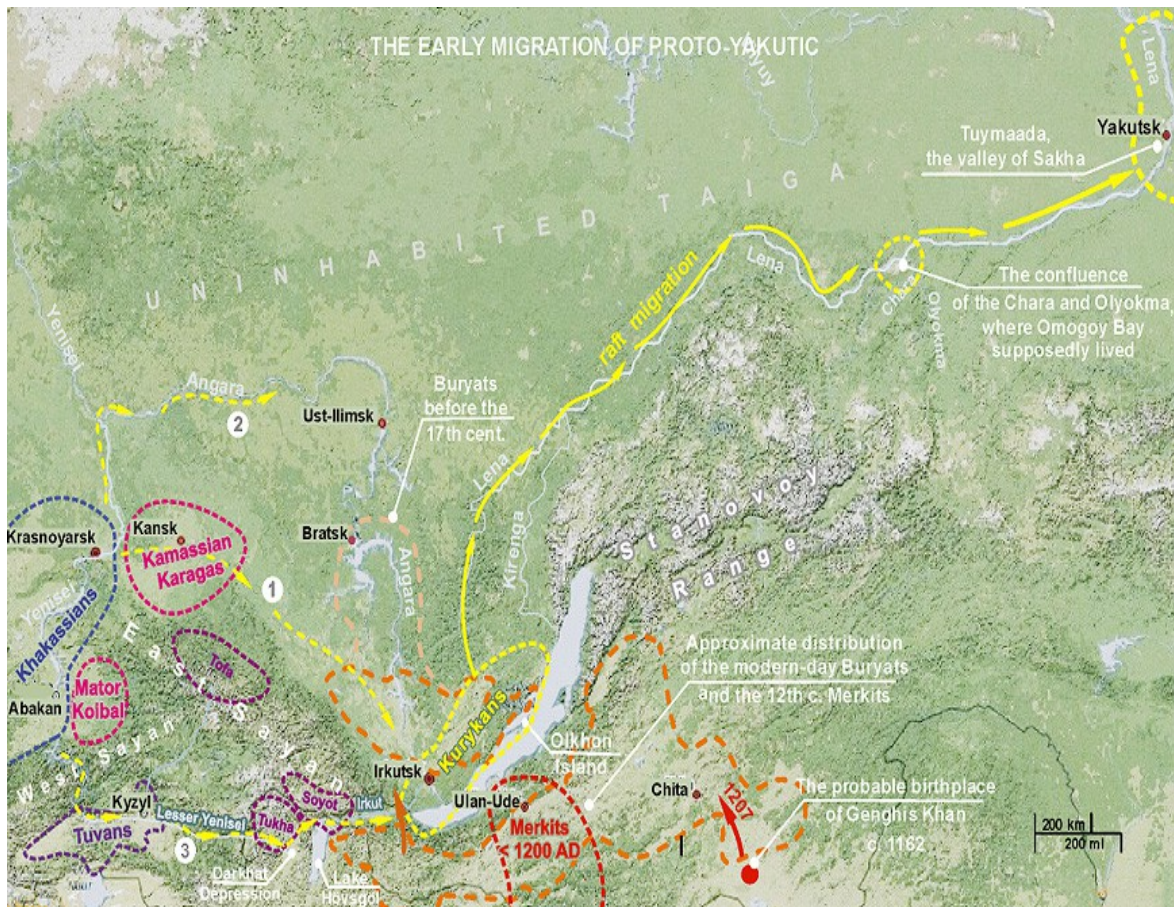 THE EARLY MIGRATION OF PROTO-YAKUTIC
Lena
Yakutsk
Tuymaada,
the valley of Sakha
UNINHABITED TAIGA
Lena
raft migration
Chara
Olyokma
The confluence
of the Chara and Olyokma,
where Omogoy Bay
supposedly lived
Yenisei
Angara
2
Ust-Ilimsk
Buryats
before the
17th cent.
Lena
Kirenga
Stanovoy
Range
Krasnoyarsk
Kansk
Kamassian
Karagas
Bratsk
Angara
1
Yenisei
Khakassians
East Sayan
Tofa
Mator
Koibal
Abakan
West Sayan
Approximate distribution
of the modern-day Buryats
and the 12th c. Merkits
Kurykans
Olkhon
Island
Irkutsk
Ulan-Ude
Chita
1207
The probable birthplace
of Genghis Khan
c. 1162
Kyzyl
Lesser Yenisei
Soyot
Irkut
Tukha
Tuvans
3
Merkits
< 1200 AD
Darkhat
Depression
Lake
Hovsgol
200 km
200 ml